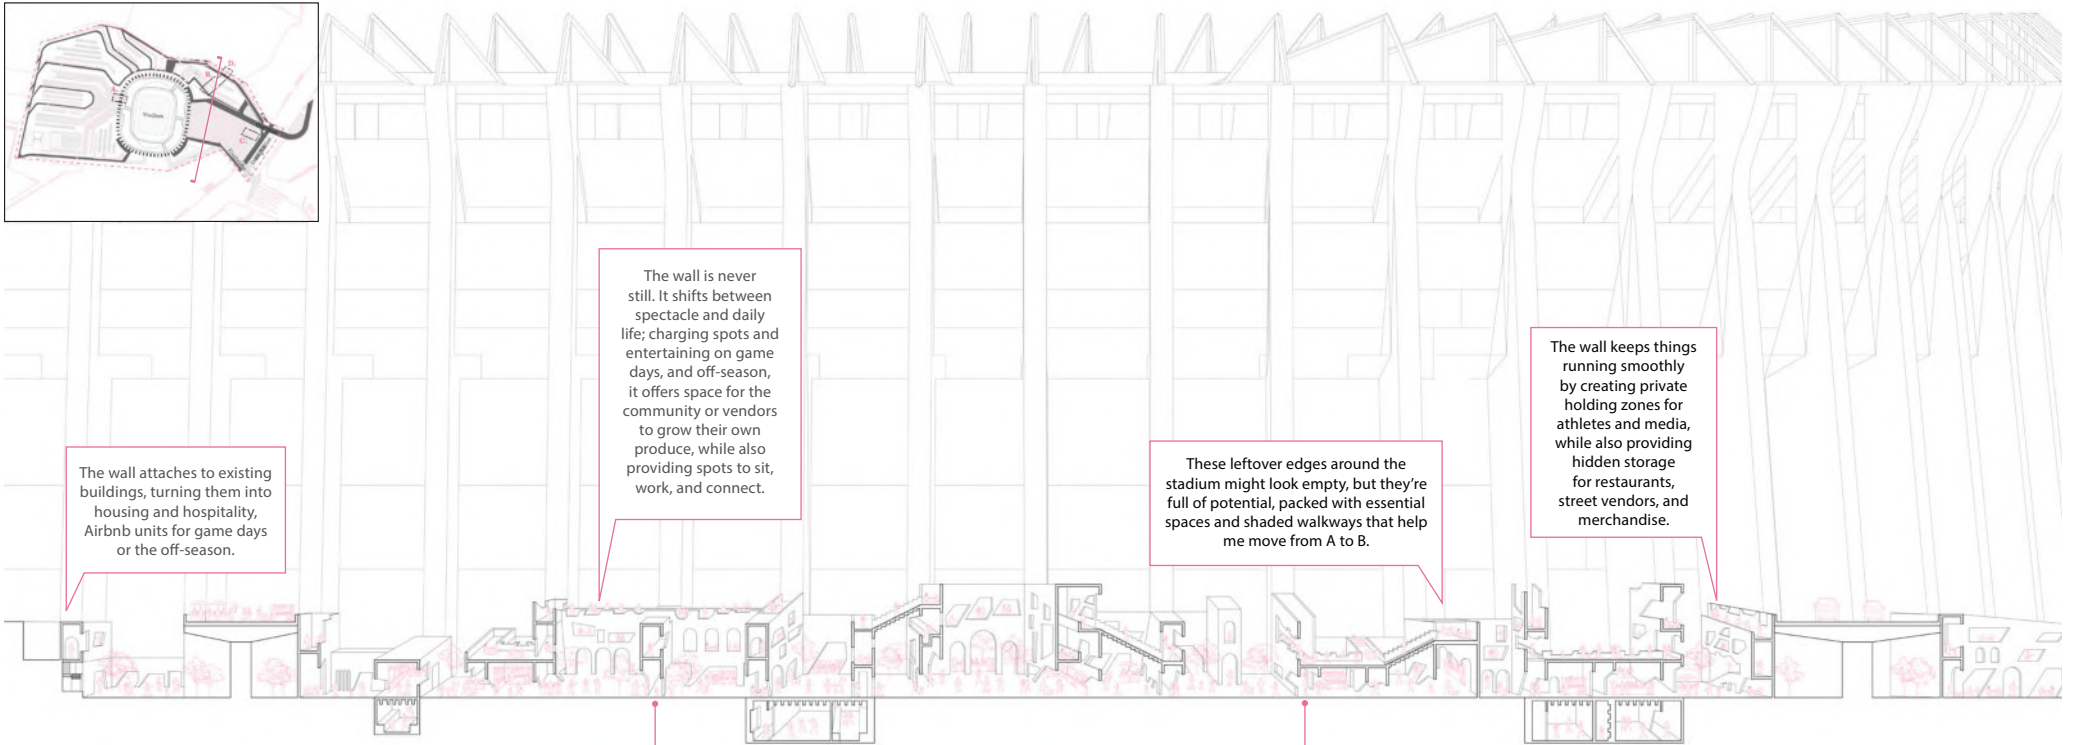 Stadium
B.
D.
C.
The wall is never
still. It shifts between
spectacle and daily
life; charging spots and
entertaining on game
days, and off-season,
it offers space for the
community or vendors
to grow their own
produce, while also
providing spots to sit,
work, and connect.
The wall keeps things
running smoothly
by creating private
holding zones for
athletes and media,
while also providing
hidden storage
for restaurants,
street vendors, and
merchandise.
The wall attaches to existing
buildings, turning them into
housing and hospitality,
Airbnb units for game days
or the off-season.
These leftover edges around the
stadium might look empty, but they’re
full of potential, packed with essential
spaces and shaded walkways that help
me move from A to B.